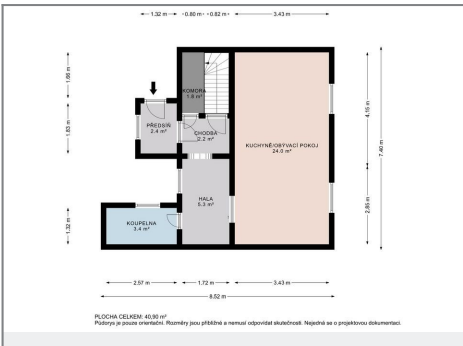 1.32 m
0.80 m
0.82 m
3.43 m
1.66 m
1.63 m
1.32 m
KOMORA
1.8 m²
PŘEDSÍŇ
2.4 m²
CHODBA
2.2 m²
KUCHYNĚ/OBÝVACÍ POKOJ
24.0 m²
HALA
5.3 m²
KOUPELNA
3.4 m²
4.15 m
7.40 m
2.85 m
2.57 m
1.72 m
3.43 m
8.52 m
PLOCHA CELKEM: 40,90 m²
Půdorys je pouze orientační. Rozměry jsou přibližné a nemusí odpovídat skutečnosti. Nejedná se o projektovou dokumentaci.